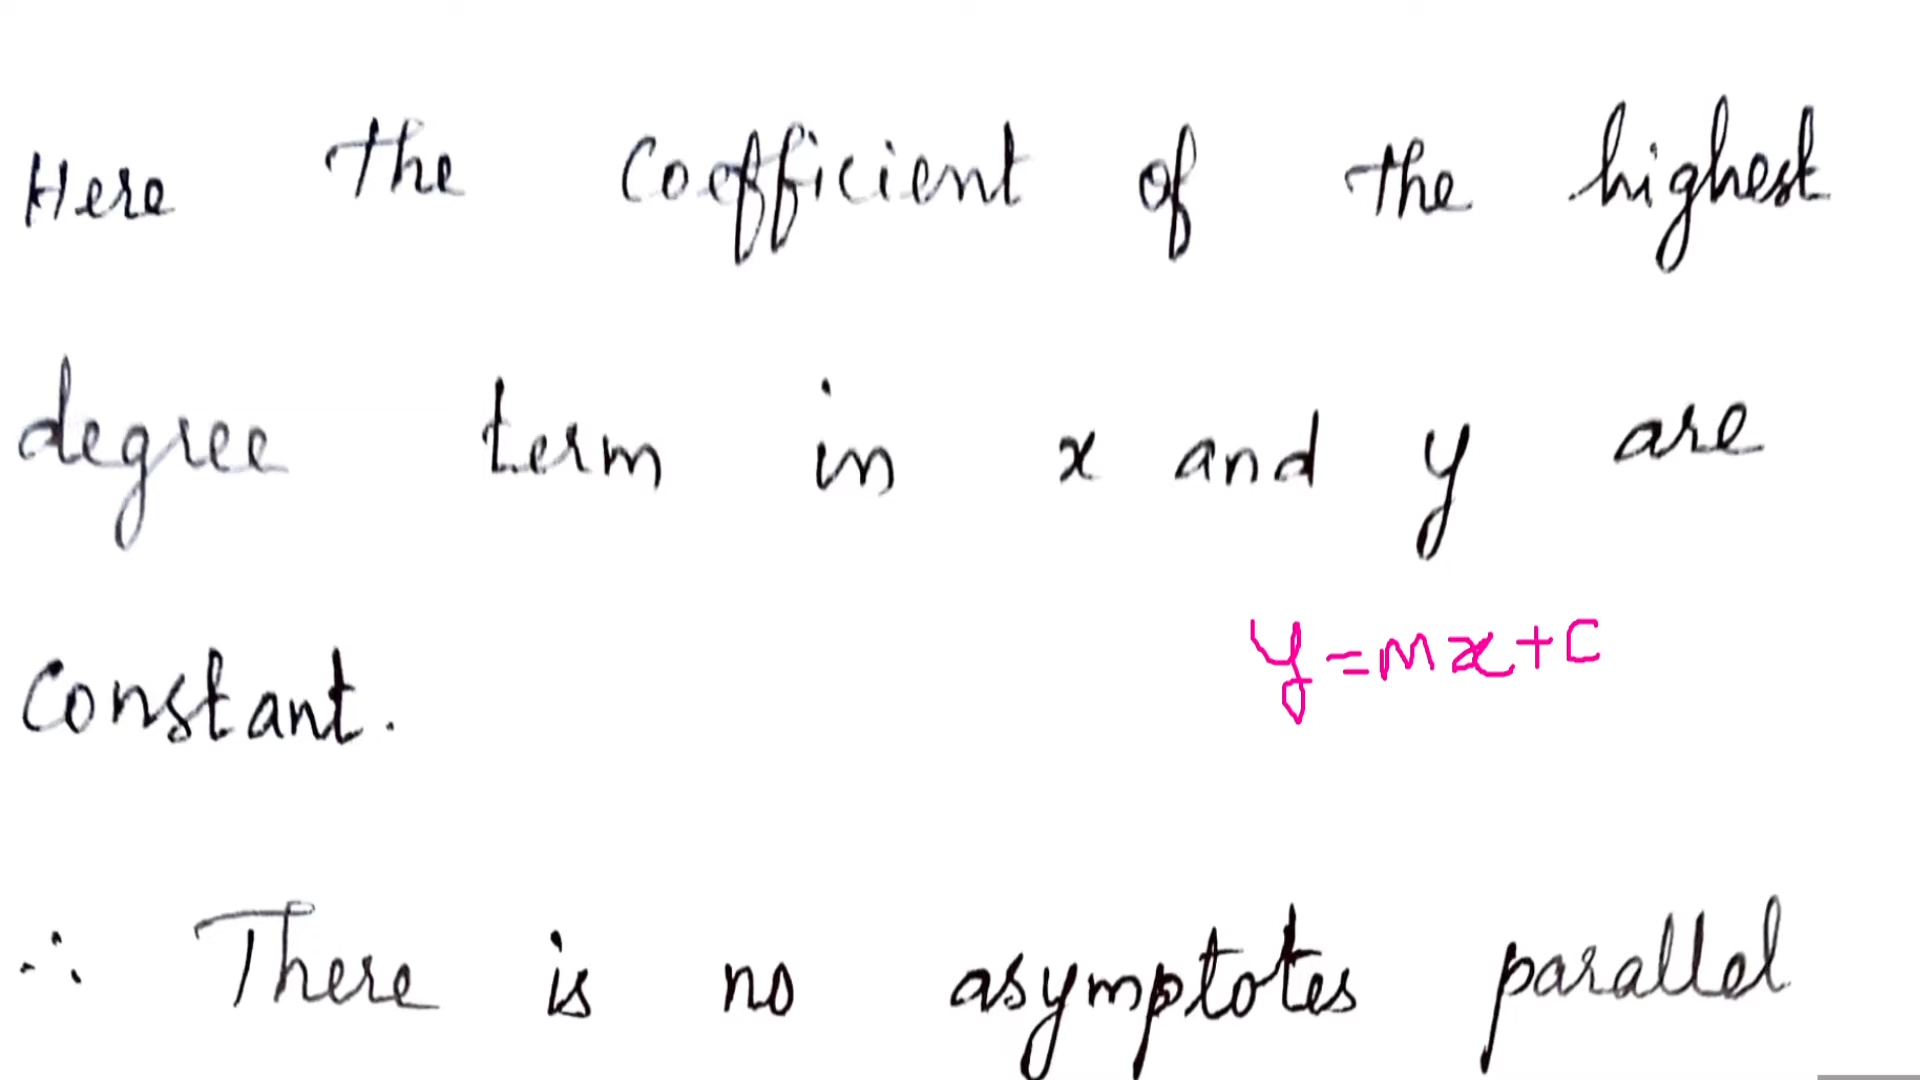 Here the Coefficient of the highest
degree term in x and y are
Constant.
y=mx+c
∴ There is no asymptotes parallel